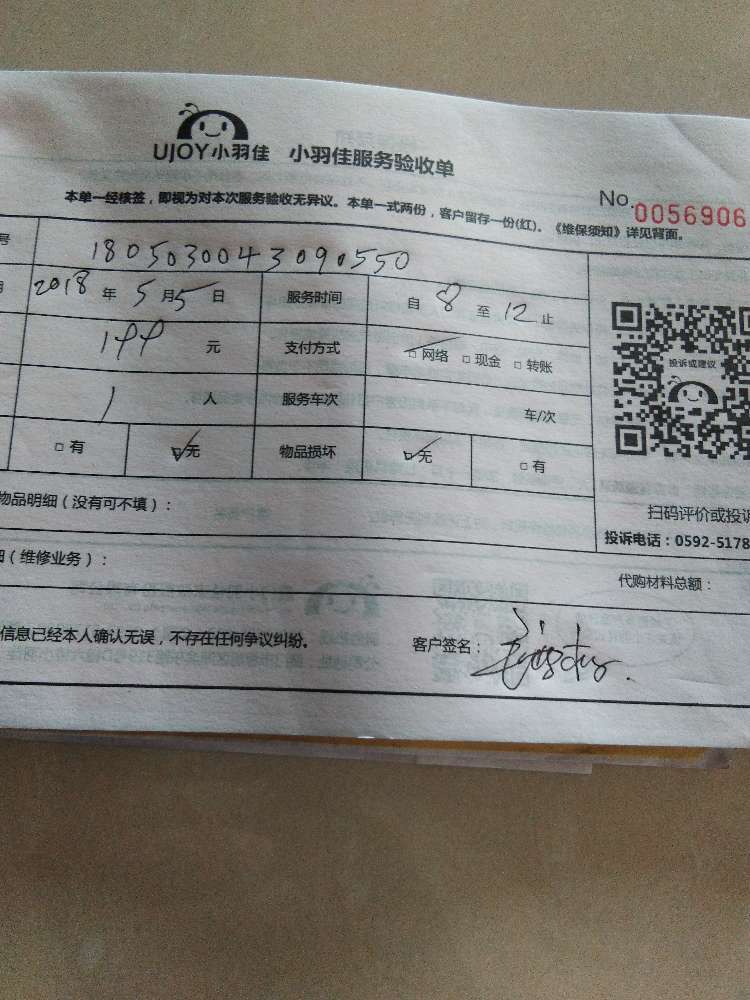 UJOY小羽佳 小羽佳服务验收单
No.0056906
本单一经核签，即视为对本次服务验收无异议。本单一式两份，客户留存一份(红)。《维保须知》详见背面。
号 1805030043090550
2018年5月5日 服务时间 自8至12止
199元 支付方式 网络 现金 转账
1人 服务车次 车/次
有 无 物品损坏 无 有
投诉或建议
扫码评价或投诉
投诉电话：0592-5178
物品明细（没有可不填）：
（维修业务）： 代购材料总额：
信息已经本人确认无误，不存在任何争议纠纷。 客户签名：